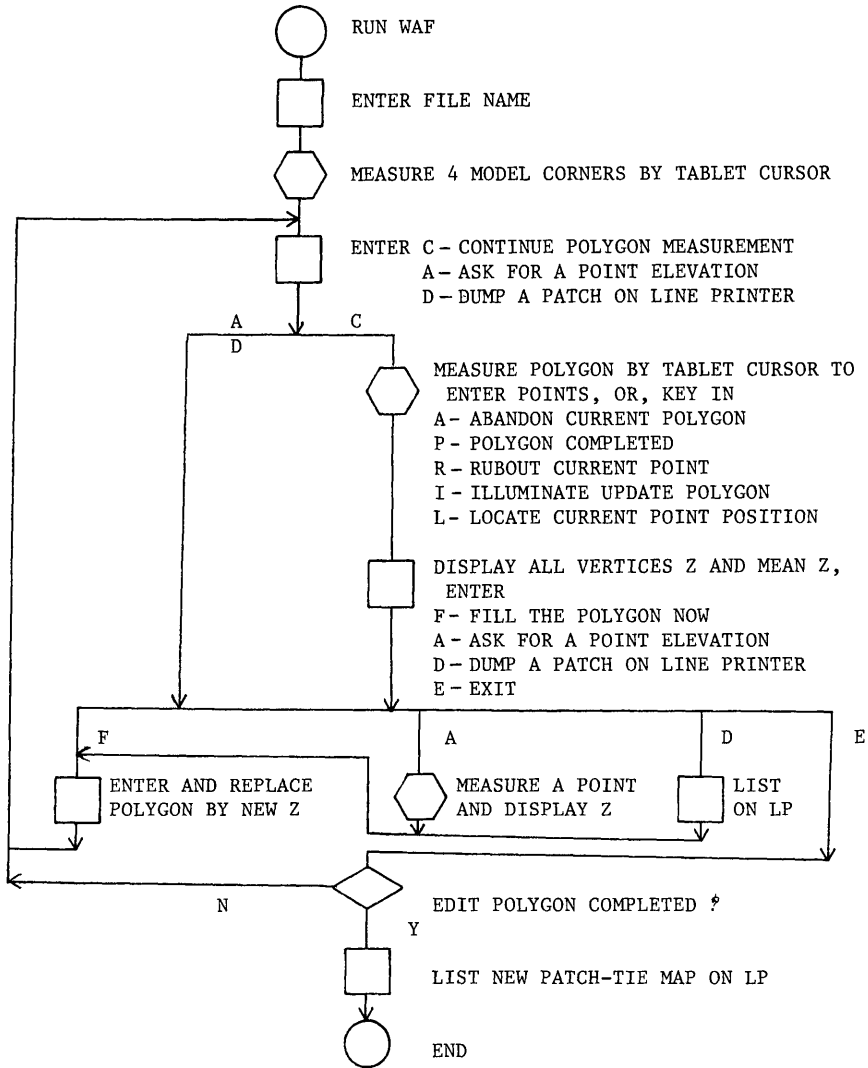 RUN WAF
ENTER FILE NAME
MEASURE 4 MODEL CORNERS BY TABLET CURSOR
ENTER C - CONTINUE POLYGON MEASUREMENT
A - ASK FOR A POINT ELEVATION
D - DUMP A PATCH ON LINE PRINTER
A C
D
MEASURE POLYGON BY TABLET CURSOR TO
ENTER POINTS, OR, KEY IN
A - ABANDON CURRENT POLYGON
P - POLYGON COMPLETED
R - RUBOUT CURRENT POINT
I - ILLUMINATE UPDATE POLYGON
L - LOCATE CURRENT POINT POSITION
DISPLAY ALL VERTICES Z AND MEAN Z,
ENTER
F - FILL THE POLYGON NOW
A - ASK FOR A POINT ELEVATION
D - DUMP A PATCH ON LINE PRINTER
E - EXIT
F A D E
ENTER AND REPLACE
POLYGON BY NEW Z
MEASURE A POINT
AND DISPLAY Z
LIST
ON LP
N
EDIT POLYGON COMPLETED ?
Y
LIST NEW PATCH-TIE MAP ON LP
END